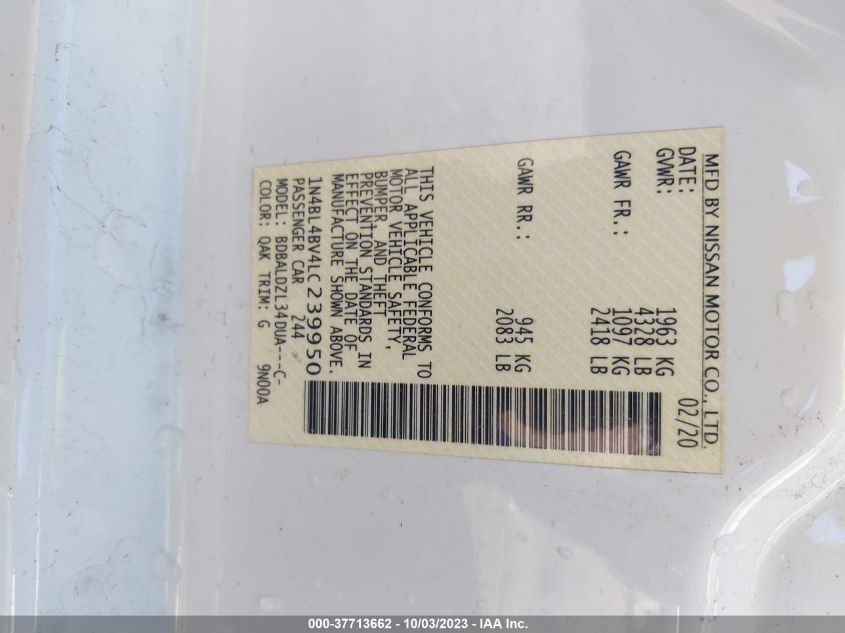 MFD BY NISSAN MOTOR CO., LTD.
DATE: 02/20
GVWR: 1963 KG
4328 LB
GAWR FR.: 1097 KG
2418 LB
GAWR RR.: 945 KG
2083 LB
THIS VEHICLE CONFORMS TO
ALL APPLICABLE FEDERAL
MOTOR VEHICLE SAFETY,
BUMPER, AND THEFT
PREVENTION STANDARDS IN
EFFECT ON THE DATE OF
MANUFACTURE SHOWN ABOVE.
1N4BL4BV4LC239950
PASSENGER CAR 244
MODEL: BDBALDZL34DUA---C-
COLOR: QAK TRIM: G 9N00A
000-37713662 - 10/03/2023 - IAA Inc.